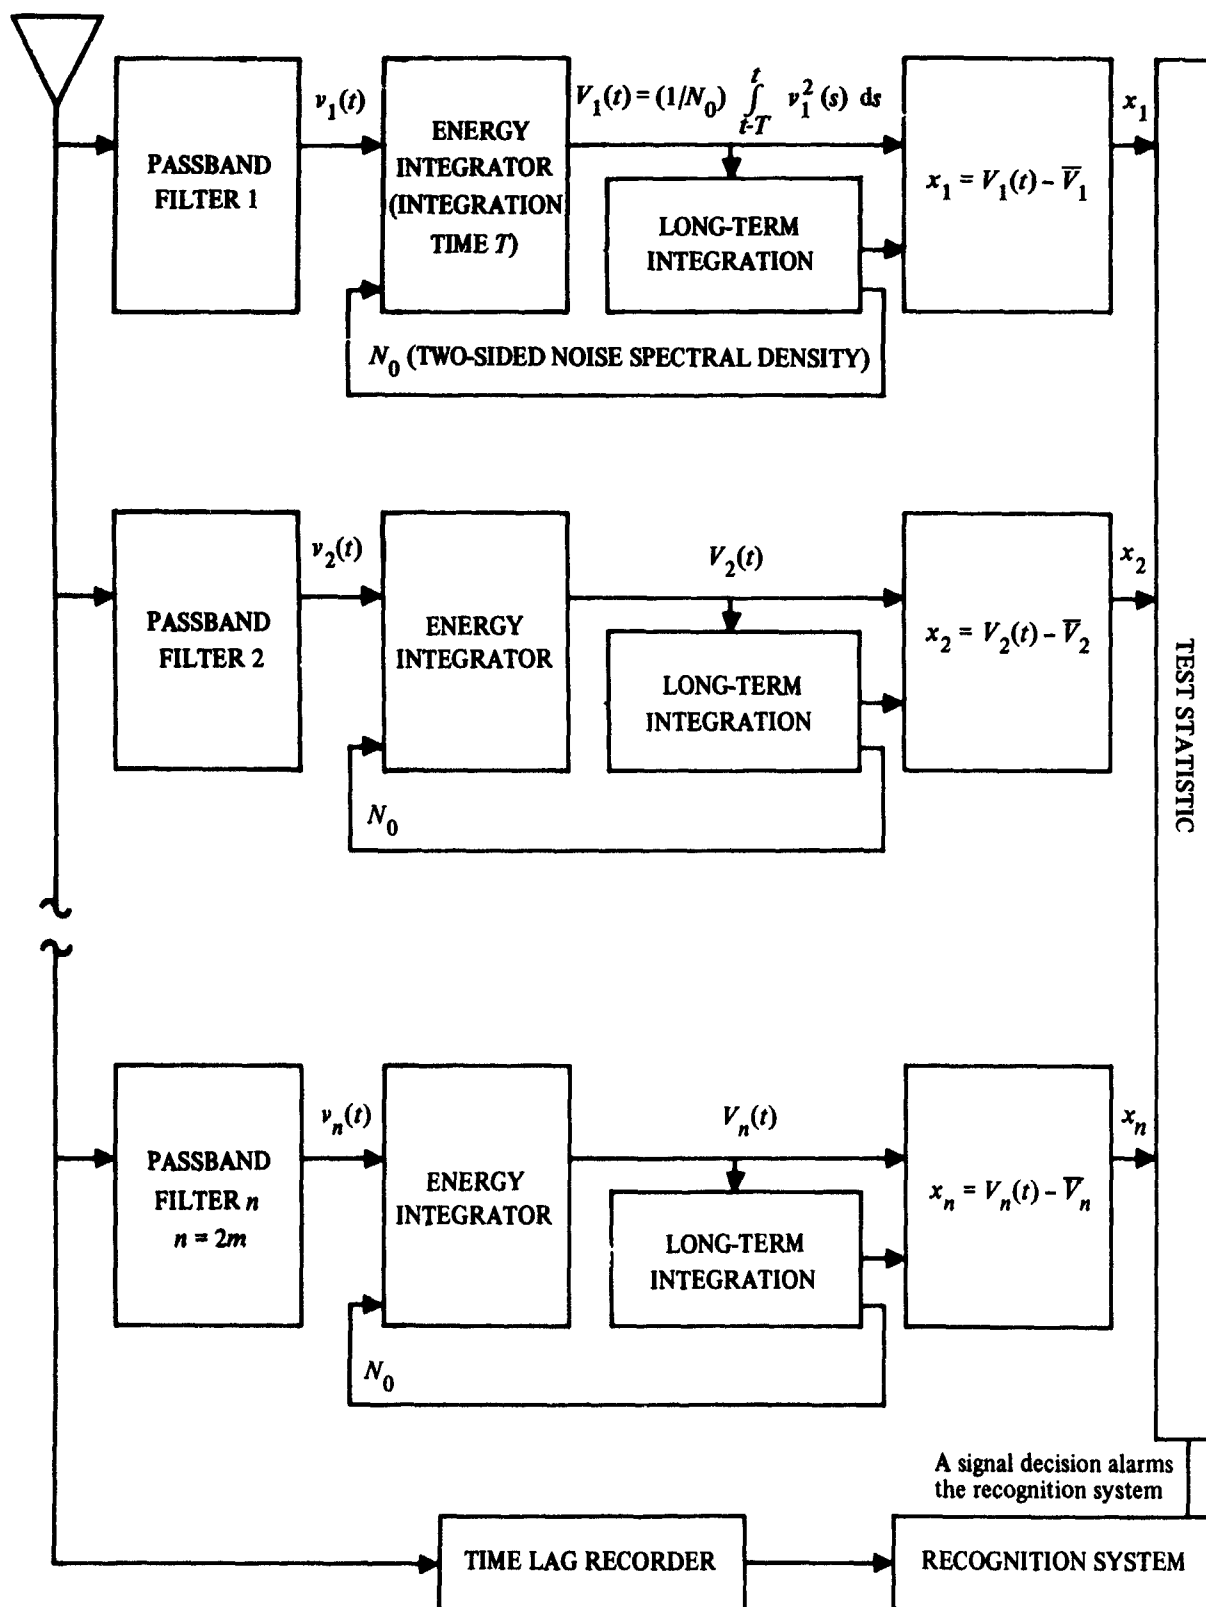 v₁(t)
V₁(t) = (1/N₀) ∫ₜ₋Tᵗ v₁²(s) ds
x₁
PASSBAND
FILTER 1
ENERGY
INTEGRATOR
(INTEGRATION
TIME T)
LONG-TERM
INTEGRATION
x₁ = V₁(t) – V̅₁
N₀ (TWO-SIDED NOISE SPECTRAL DENSITY)
v₂(t)
V₂(t)
x₂
PASSBAND
FILTER 2
ENERGY
INTEGRATOR
LONG-TERM
INTEGRATION
x₂ = V₂(t) – V̅₂
N₀
TEST STATISTIC
vₙ(t)
Vₙ(t)
xₙ
PASSBAND
FILTER n
n = 2m
ENERGY
INTEGRATOR
LONG-TERM
INTEGRATION
xₙ = Vₙ(t) – V̅ₙ
N₀
A signal decision alarms
the recognition system
TIME LAG RECORDER
RECOGNITION SYSTEM